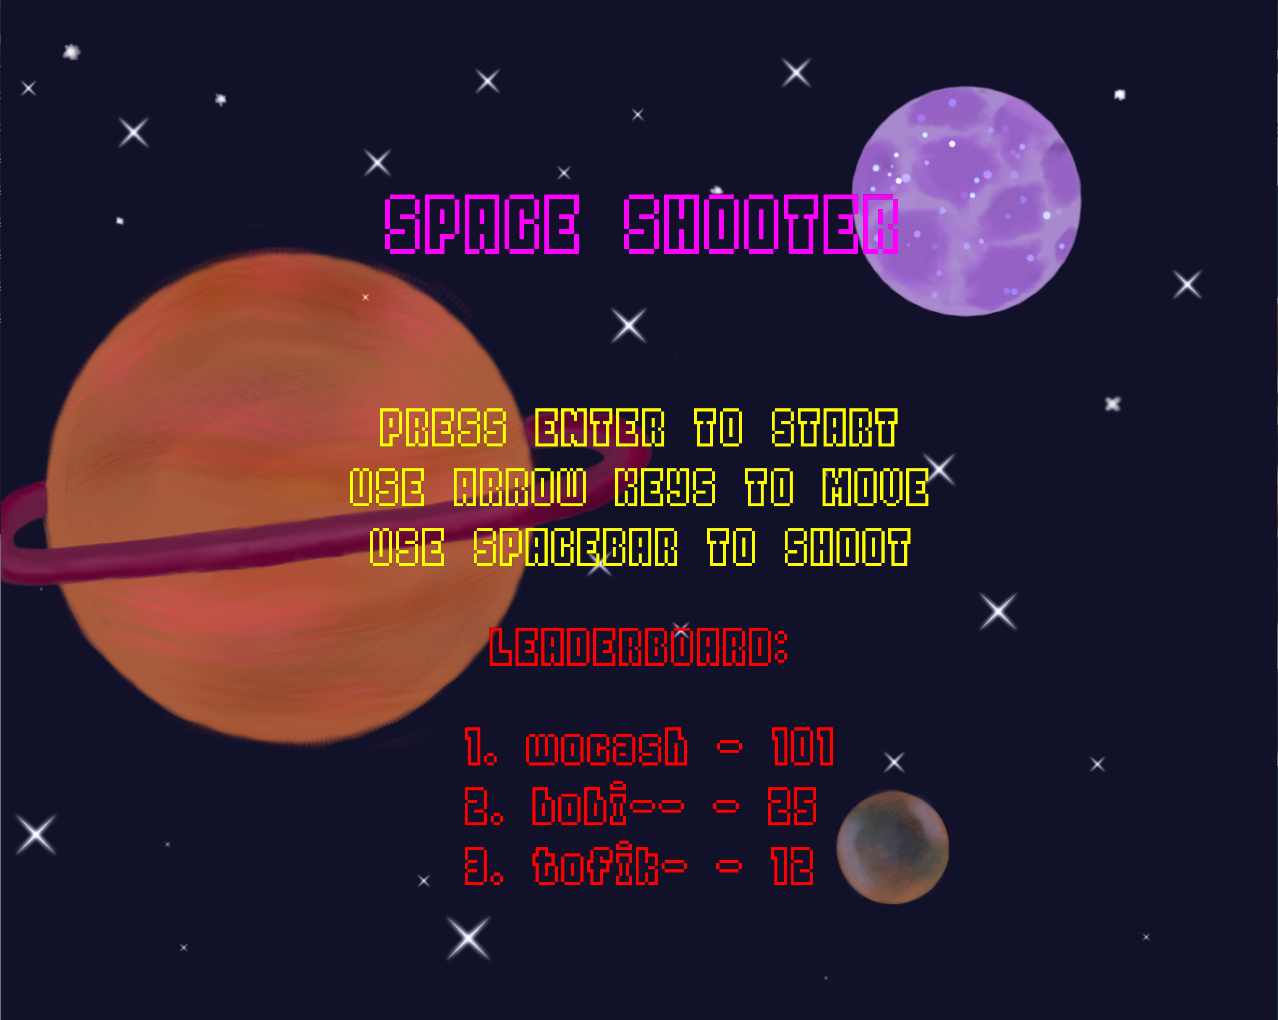 SPACE SHOOTER
PRESS ENTER TO START
USE ARROW KEYS TO MOVE
USE SPACEBAR TO SHOOT
LEADERBOARD:
1. wocash - 101
2. bobi-- - 25
3. tofik- - 12